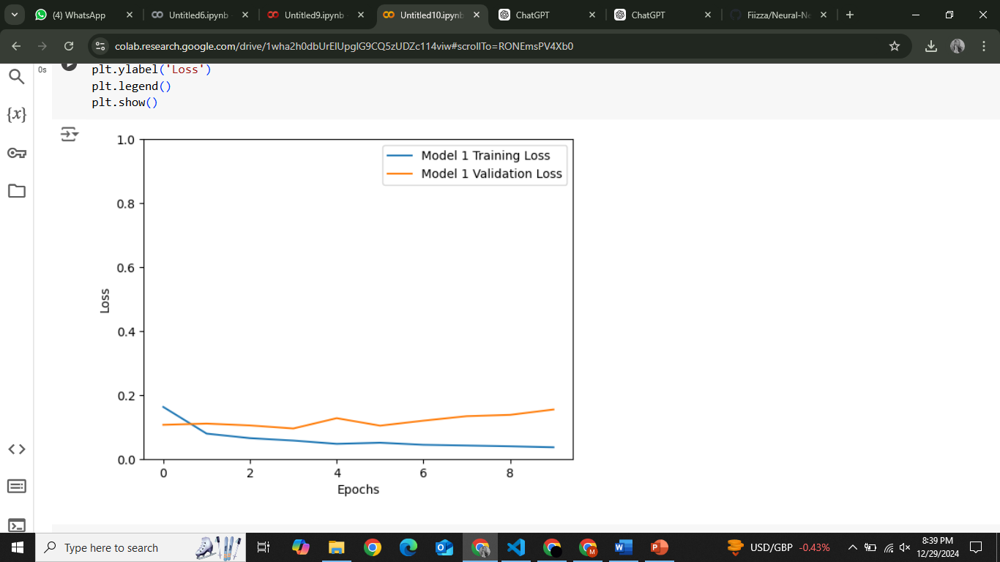 (4) WhatsApp
Untitled6.ipynb
Untitled9.ipynb
Untitled10.ipynb
ChatGPT
ChatGPT
Fiizza/Neural-Ne
colab.research.google.com/drive/1wha2h0dbUrElUpglG9CQ5zUDZc114viw#scrollTo=RONEmsPV4Xb0
0s
plt.ylabel('Loss')
plt.legend()
plt.show()
{x}
1.0
0.8
0.6
0.4
0.2
0.0
Loss
Model 1 Training Loss
Model 1 Validation Loss
0 2 4 6 8
Epochs
Type here to search
USD/GBP -0.43%
8:39 PM
12/29/2024